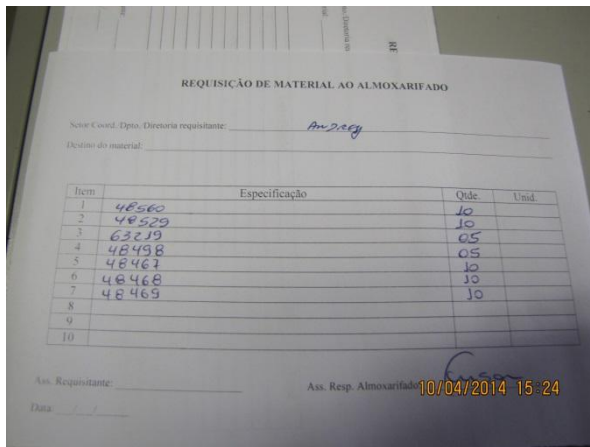 RE
REQUISIÇÃO DE MATERIAL AO ALMOXARIFADO
Setor/Coord./Dpto./Diretoria requisitante: Andrey
Destino do material:
Item Especificação Qtde. Unid.
1 48560 10
2 48529 10
3 63219 05
4 48498 05
5 48467 10
6 48468 10
7 48469 10
8
9
10
Ass. Requisitante:
Ass. Resp. Almoxarifado:
10/04/2014 15:24
Data: / /